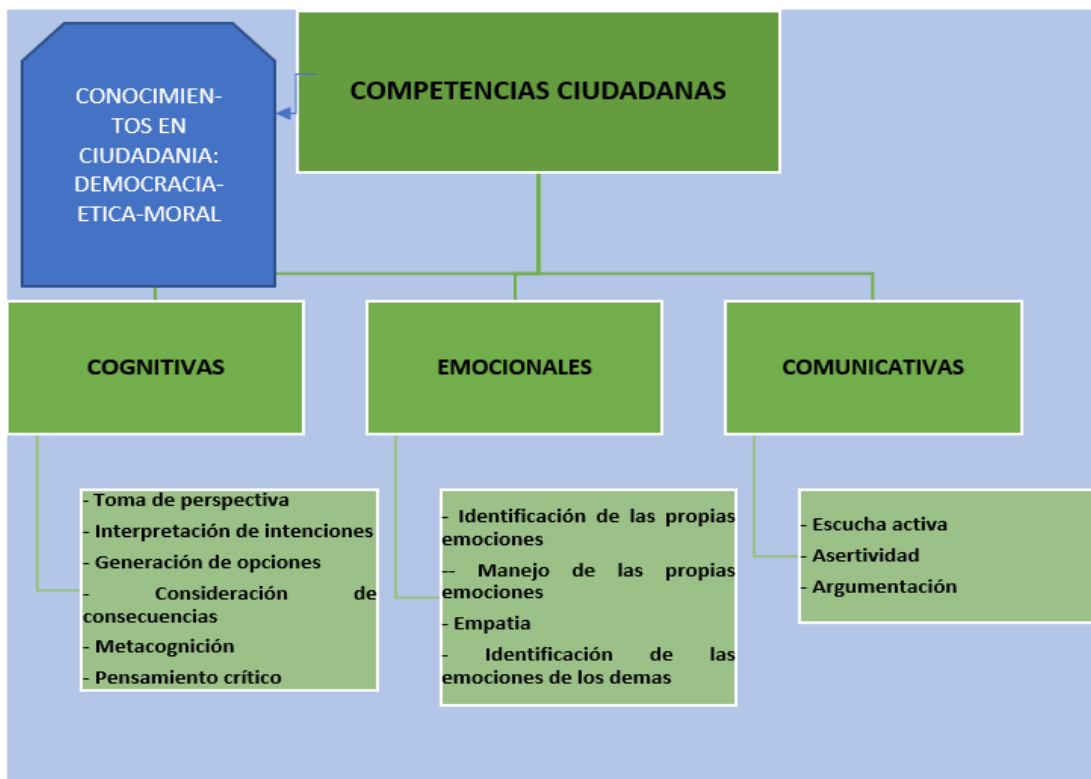 COMPETENCIAS CIUDADANAS
CONOCIMIEN-
TOS EN
CIUDADANIA:
DEMOCRACIA-
ETICA-MORAL
COGNITIVAS
- Toma de perspectiva
- Interpretación de intenciones
- Generación de opciones
- Consideración de
consecuencias
- Metacognición
- Pensamiento crítico
EMOCIONALES
- Identificación de las propias
emociones
-- Manejo de las propias
emociones
- Empatia
- Identificación de las
emociones de los demas
COMUNICATIVAS
- Escucha activa
- Asertividad
- Argumentación